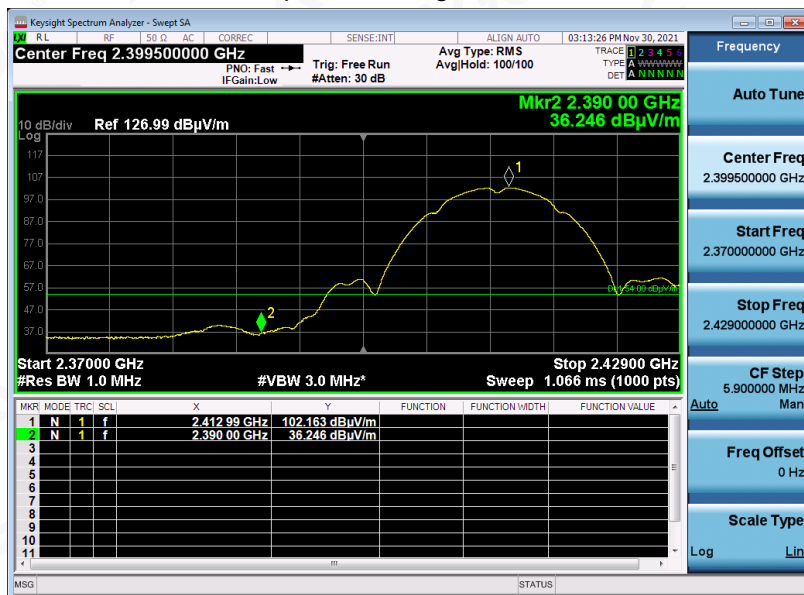 Keysight Spectrum Analyzer - Swept SA
LXI RL RF 50 Ω AC CORREC SENSE:INT ALIGN AUTO 03:13:26 PM Nov 30, 2021
Center Freq 2.399500000 GHz
PNO: Fast
IFGain:Low
Trig: Free Run
#Atten: 30 dB
Avg Type: RMS
Avg|Hold: 100/100
TRACE 1 2 3 4 5 6
TYPE A WWWWW
DET A N N N N N
Mkr2 2.390 00 GHz
36.246 dBµV/m
10 dB/div Ref 126.99 dBµV/m
Log
117
107
97.0
87.0
77.0
67.0
57.0
47.0
37.0
1
2
DL1 54.00 dBµV/m
Start 2.37000 GHz Stop 2.42900 GHz
#Res BW 1.0 MHz #VBW 3.0 MHz* Sweep 1.066 ms (1000 pts)
MKR MODE TRC SCL X Y FUNCTION FUNCTION WIDTH FUNCTION VALUE
1 N 1 f 2.412 99 GHz 102.163 dBµV/m
2 N 1 f 2.390 00 GHz 36.246 dBµV/m
3
4
5
6
7
8
9
10
11
MSG STATUS
Frequency
Auto Tune
Center Freq
2.399500000 GHz
Start Freq
2.370000000 GHz
Stop Freq
2.429000000 GHz
CF Step
5.900000 MHz
Auto Man
Freq Offset
0 Hz
Scale Type
Log Lin